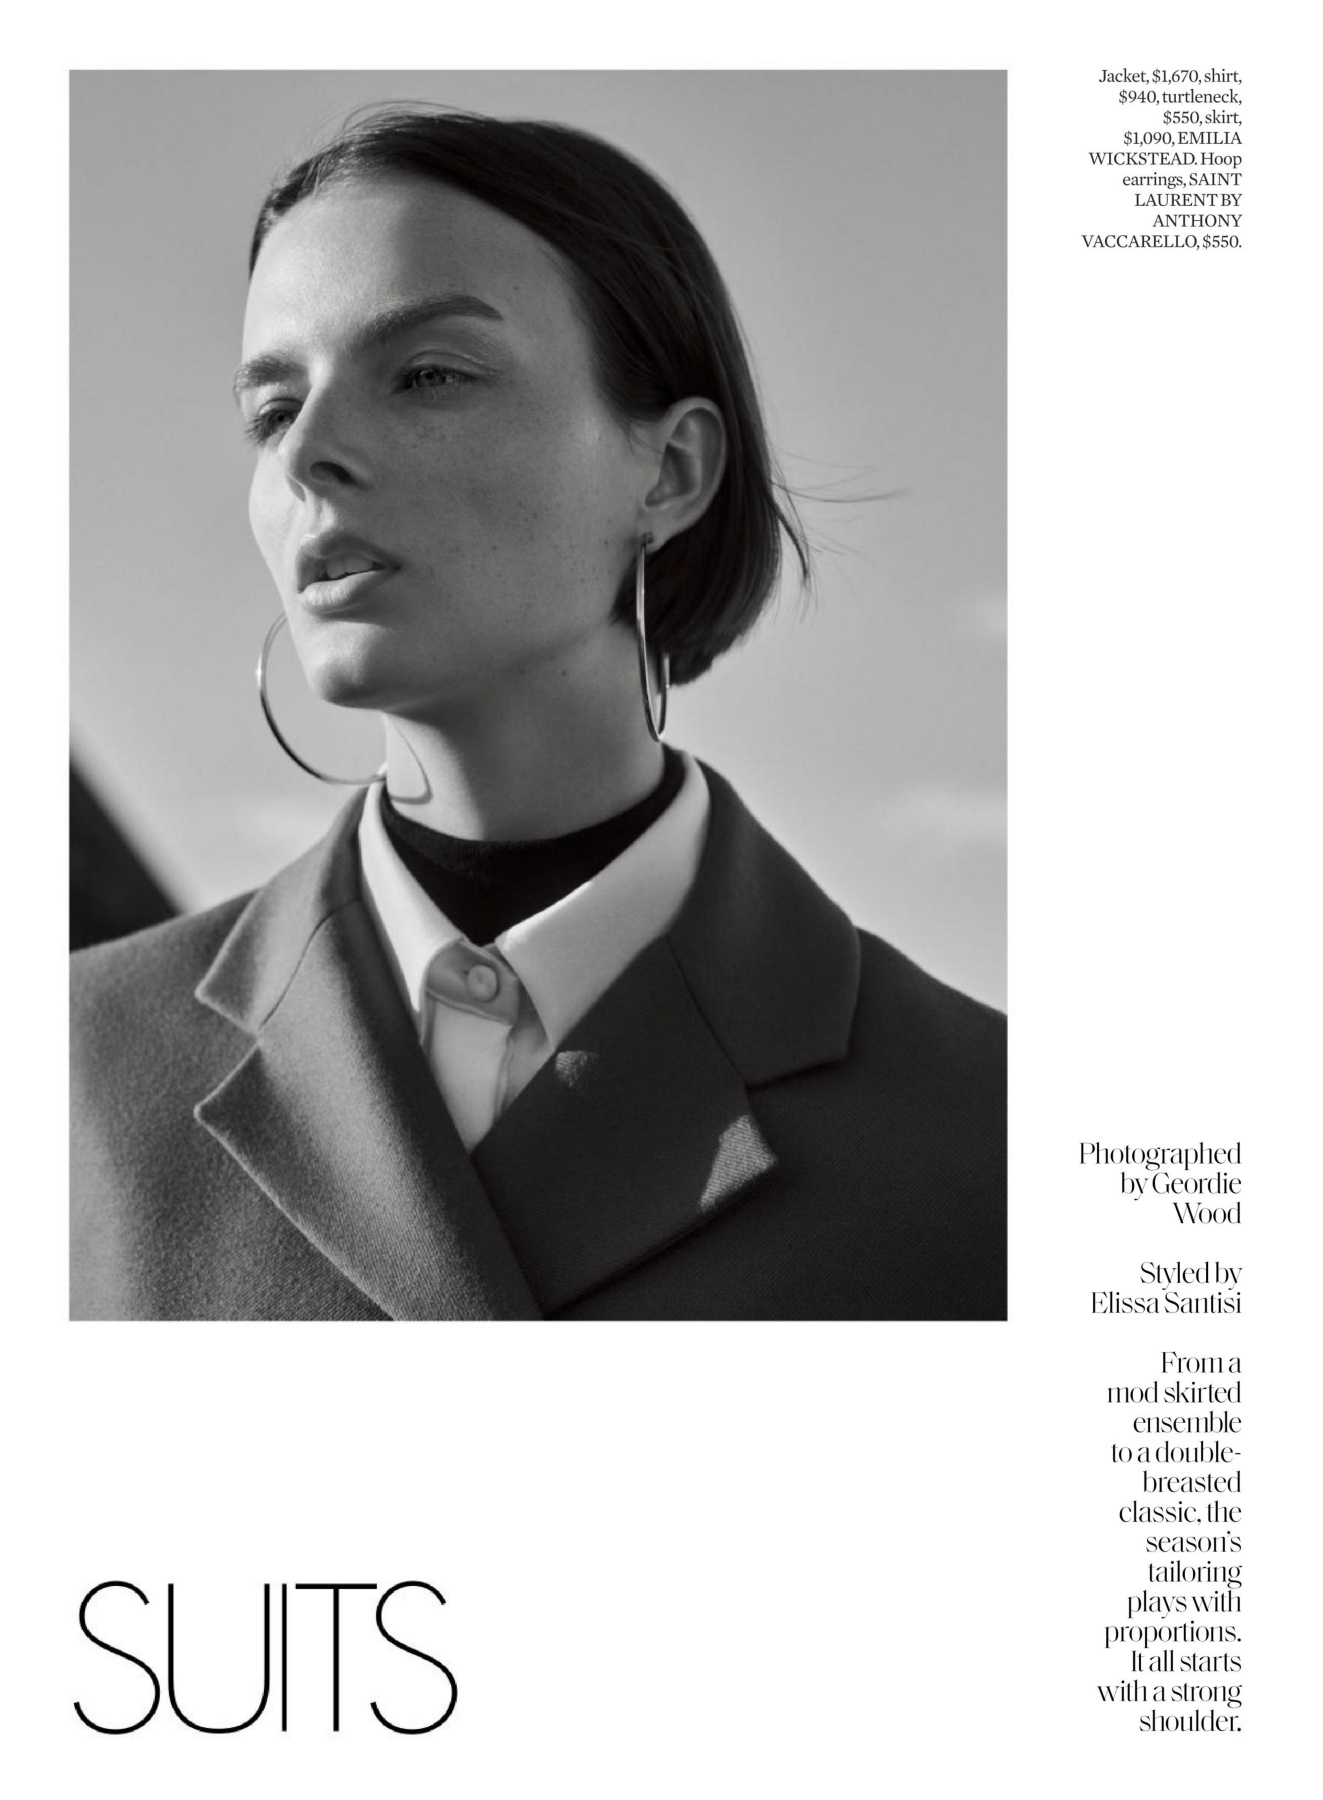 Jacket, $1,670, shirt,
$940, turtleneck,
$550, skirt,
$1,090, EMILIA
WICKSTEAD. Hoop
earrings, SAINT
LAURENT BY
ANTHONY
VACCARELLO, $550.
Photographed
by Geordie
Wood
Styled by
Elissa Santisi
From a
mod skirted
ensemble
to a double-
breasted
classic, the
season's
tailoring
plays with
proportions.
It all starts
with a strong
shoulder.
SUITS